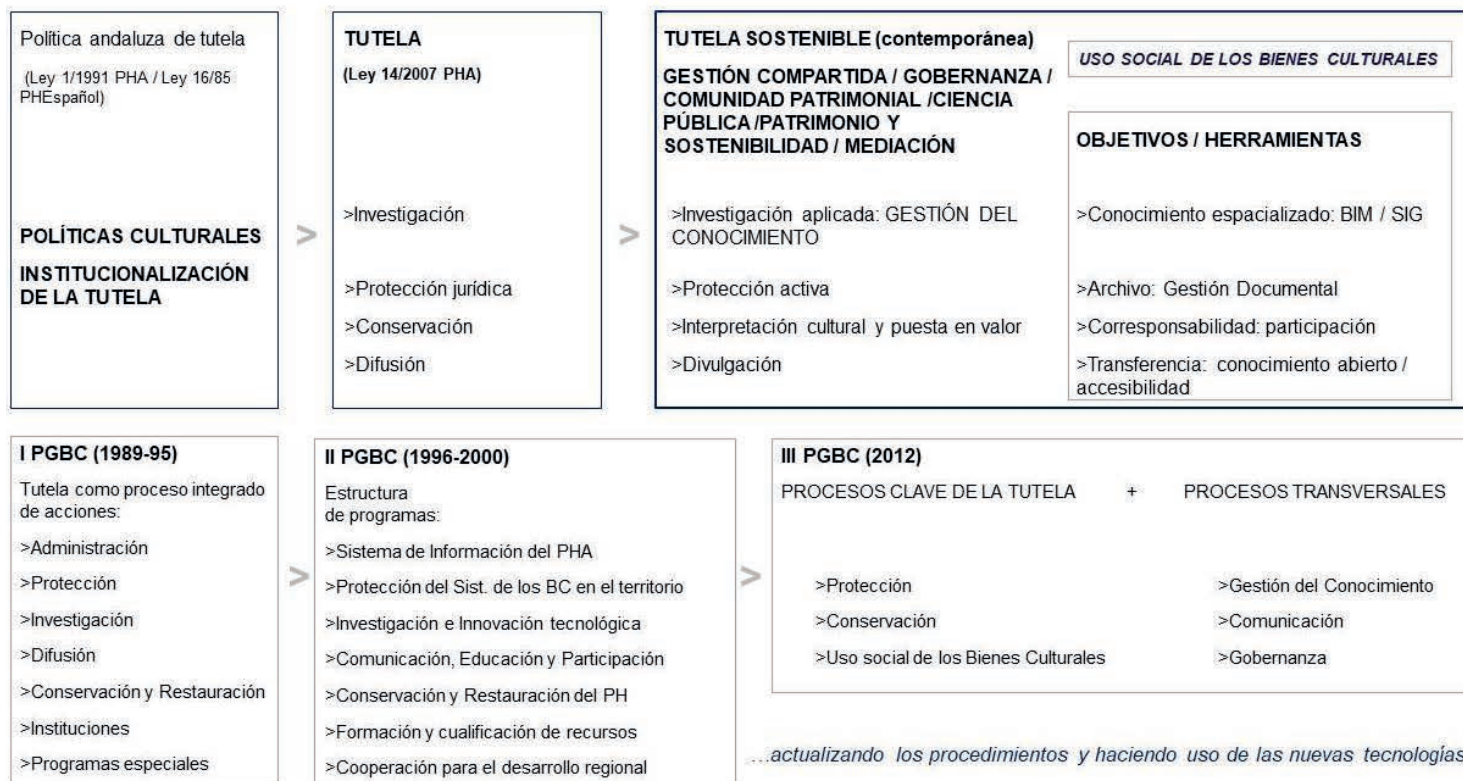 Política andaluza de tutela
(Ley 1/1991 PHA / Ley 16/85
PHEspañol)
POLÍTICAS CULTURALES
INSTITUCIONALIZACIÓN
DE LA TUTELA
>
TUTELA
(Ley 14/2007 PHA)
>Investigación
>Protección jurídica
>Conservación
>Difusión
>
TUTELA SOSTENIBLE (contemporánea)
GESTIÓN COMPARTIDA / GOBERNANZA /
COMUNIDAD PATRIMONIAL /CIENCIA
PÚBLICA /PATRIMONIO Y
SOSTENIBILIDAD / MEDIACIÓN
>Investigación aplicada: GESTIÓN DEL
CONOCIMIENTO
>Protección activa
>Interpretación cultural y puesta en valor
>Divulgación
USO SOCIAL DE LOS BIENES CULTURALES
OBJETIVOS / HERRAMIENTAS
>Conocimiento espacializado: BIM / SIG
>Archivo: Gestión Documental
>Corresponsabilidad: participación
>Transferencia: conocimiento abierto /
accesibilidad
I PGBC (1989-95)
Tutela como proceso integrado
de acciones:
>Administración
>Protección
>Investigación
>Difusión
>Conservación y Restauración
>Instituciones
>Programas especiales
>
II PGBC (1996-2000)
Estructura
de programas:
>Sistema de Información del PHA
>Protección del Sist. de los BC en el territorio
>Investigación e Innovación tecnológica
>Comunicación, Educación y Participación
>Conservación y Restauración del PH
>Formación y cualificación de recursos
>Cooperación para el desarrollo regional
>
III PGBC (2012)
PROCESOS CLAVE DE LA TUTELA + PROCESOS TRANSVERSALES
>Protección
>Conservación
>Uso social de los Bienes Culturales
>Gestión del Conocimiento
>Comunicación
>Gobernanza
…actualizando los procedimientos y haciendo uso de las nuevas tecnologías